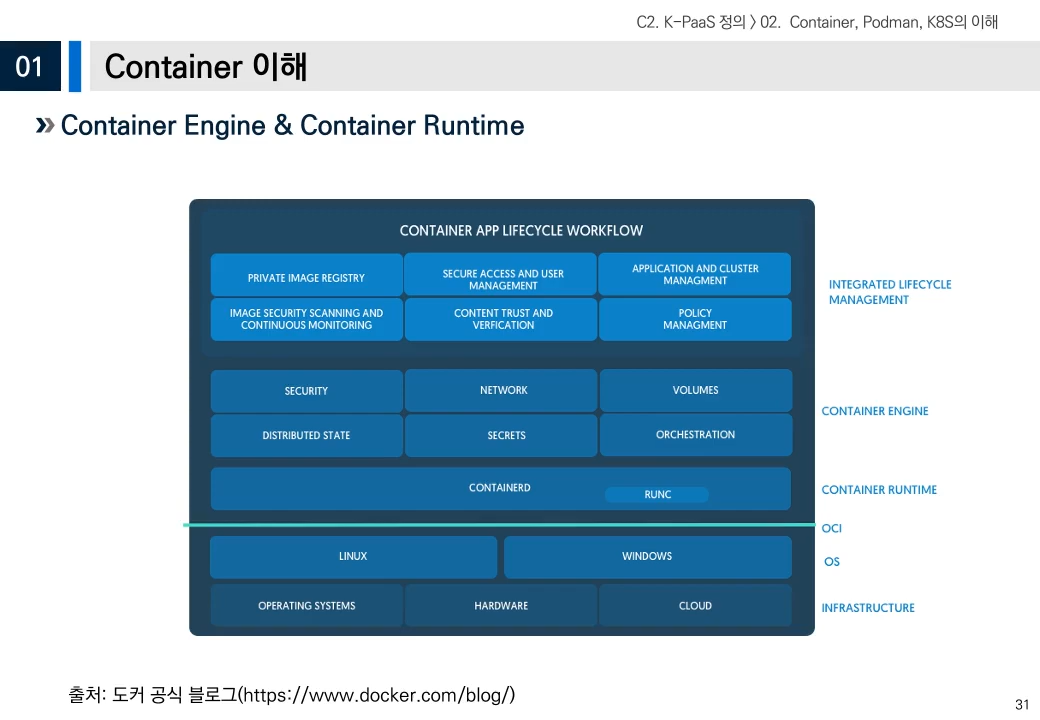 C2. K-PaaS 정의 > 02. Container, Podman, K8S의 이해
01
Container 이해
Container Engine & Container Runtime
CONTAINER APP LIFECYCLE WORKFLOW
PRIVATE IMAGE REGISTRY
SECURE ACCESS AND USER
MANAGEMENT
APPLICATION AND CLUSTER
MANAGMENT
IMAGE SECURITY SCANNING AND
CONTINUOUS MONITORING
CONTENT TRUST AND
VERFICATION
POLICY
MANAGMENT
INTEGRATED LIFECYCLE
MANAGEMENT
SECURITY
NETWORK
VOLUMES
DISTRIBUTED STATE
SECRETS
ORCHESTRATION
CONTAINER ENGINE
CONTAINERD
RUNC
CONTAINER RUNTIME
OCI
LINUX
WINDOWS
OS
OPERATING SYSTEMS
HARDWARE
CLOUD
INFRASTRUCTURE
출처: 도커 공식 블로그(https://www.docker.com/blog/)
31